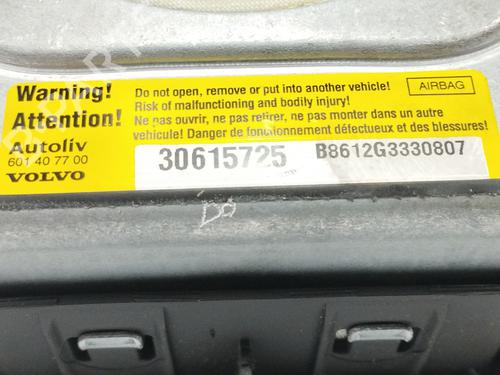 Warning!
Attention!
Autoliv
601 40 77 00
VOLVO
Do not open, remove or put into another vehicle!
Risk of malfunctioning and bodily injury!
Ne pas ouvrir, ne pas retirer, ne pas monter dans un autre
vehicule! Danger de fonctionnement défectueux et des blessures!
AIRBAG
30615725
B8612G3330807